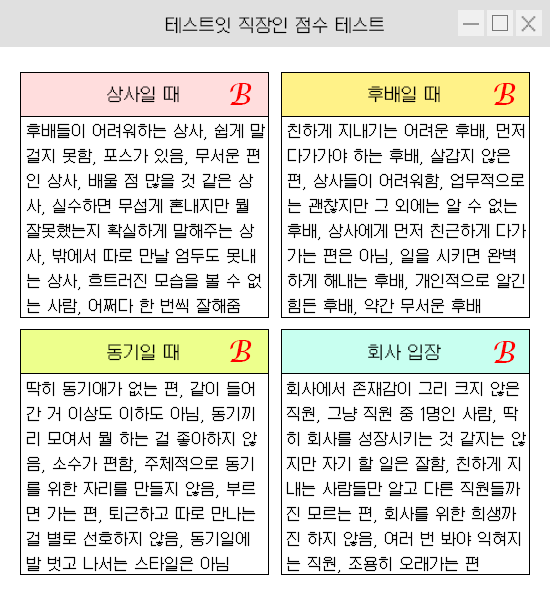 테스트잇 직장인 점수 테스트
상사일 때 B
후배들이 어려워하는 상사, 쉽게 말
걸지 못함, 포스가 있음, 무서운 편
인 상사, 배울 점 많을 것 같은 상
사, 실수하면 무섭게 혼내지만 뭘
잘못했는지 확실하게 말해주는 상
사, 밖에서 따로 만날 엄두도 못내
는 상사, 흐트러진 모습을 볼 수 없
는 사람, 어쩌다 한 번씩 잘해줌
후배일 때 B
친하게 지내기는 어려운 후배, 먼저
다가가야 하는 후배, 살갑지 않은
편, 상사들이 어려워함, 업무적으로
는 괜찮지만 그 외에는 알 수 없는
후배, 상사에게 먼저 친근하게 다가
가는 편은 아님, 일을 시키면 완벽
하게 해내는 후배, 개인적으로 알긴
힘든 후배, 약간 무서운 후배
동기일 때 B
딱히 동기애가 없는 편, 같이 들어
간 거 이상도 이하도 아님, 동기끼
리 모여서 뭘 하는 걸 좋아하지 않
음, 소수가 편함, 주체적으로 동기
를 위한 자리를 만들지 않음, 부르
면 가는 편, 퇴근하고 따로 만나는
걸 별로 선호하지 않음, 동기일에
발 벗고 나서는 스타일은 아님
회사 입장 B
회사에서 존재감이 그리 크지 않은
직원, 그냥 직원 중 1명인 사람, 딱
히 회사를 성장시키는 것 같지는 않
지만 자기 할 일은 잘함, 친하게 지
내는 사람들만 알고 다른 직원들까
진 모르는 편, 회사를 위한 희생까
진 하지 않음, 여러 번 봐야 익혀지
는 직원, 조용히 오래가는 편